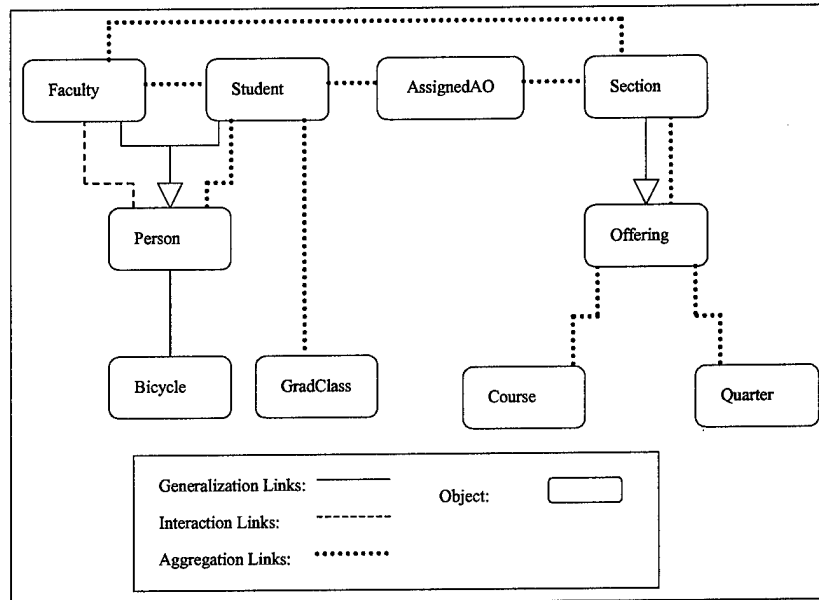 Faculty
Student
AssignedAO
Section
Person
Offering
Bicycle
GradClass
Course
Quarter
Generalization Links:
Object:
Interaction Links:
Aggregation Links: